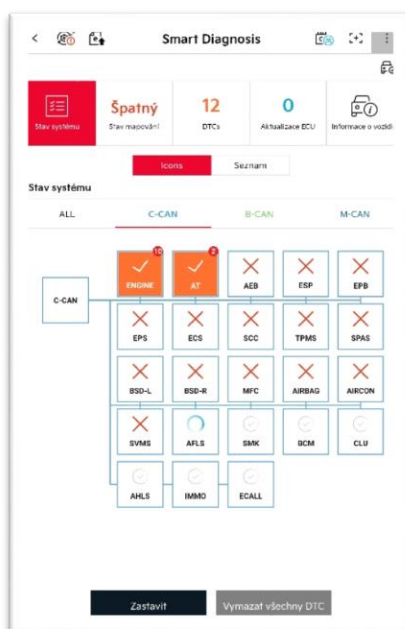 Smart Diagnosis
Stav systému
Špatný
Stav mapování
12
DTCs
0
Aktualizace ECU
Informace o vozidl
Icons
Seznam
Stav systému
ALL
C-CAN
B-CAN
M-CAN
C-CAN
10
ENGINE
2
AT
AEB
ESP
EPB
EPS
ECS
SCC
TPMS
SPAS
BSD-L
BSD-R
MFC
AIRBAG
AIRCON
SVMS
AFLS
SMK
BCM
CLU
AHLS
IMMO
ECALL
Zastavit
Vymazat všechny DTC